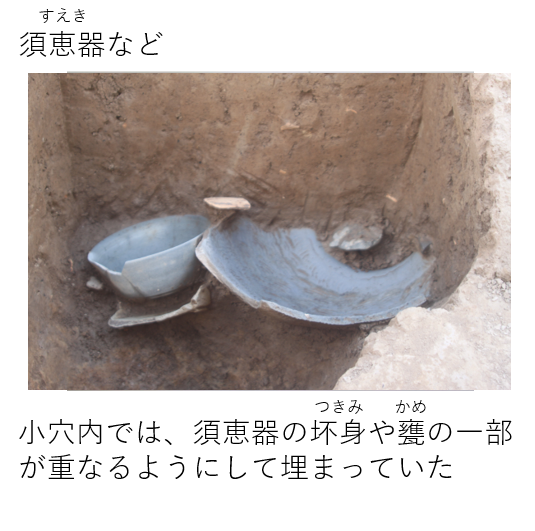 すえき
須恵器など
つきみ かめ
小穴内では、須恵器の坏身や甕の一部
が重なるようにして埋まっていた